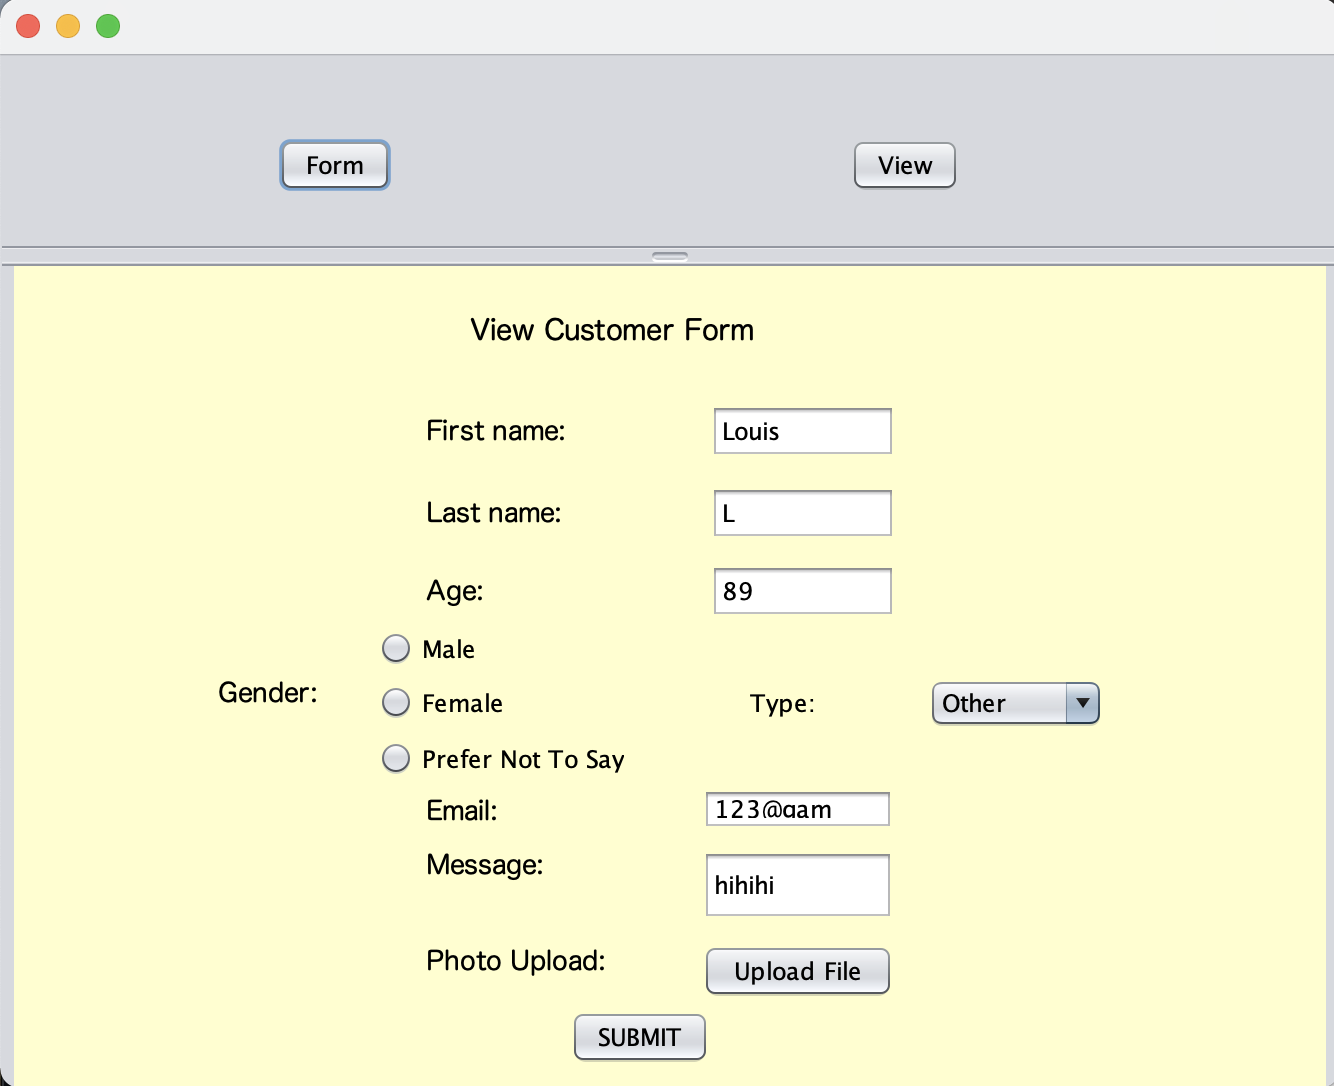 Form
View
View Customer Form
First name:
Louis
Last name:
L
Age:
89
Male
Gender:
Female
Type:
Other
Prefer Not To Say
Email:
123@gam
Message:
hihihi
Photo Upload:
Upload File
SUBMIT